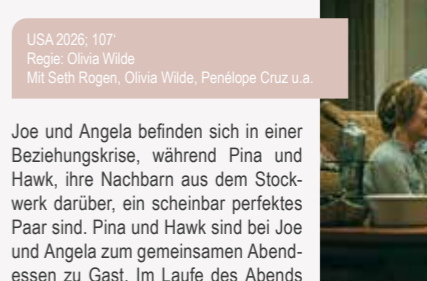 USA 2026; 107'
Regie: Olivia Wilde
Mit Seth Rogen, Olivia Wilde, Penélope Cruz u.a.
Joe und Angela befinden sich in einer
Beziehungskrise, während Pina und
Hawk, ihre Nachbarn aus dem Stock-
werk darüber, ein scheinbar perfektes
Paar sind. Pina und Hawk sind bei Joe
und Angela zum gemeinsamen Abend-
essen zu Gast. Im Laufe des Abends